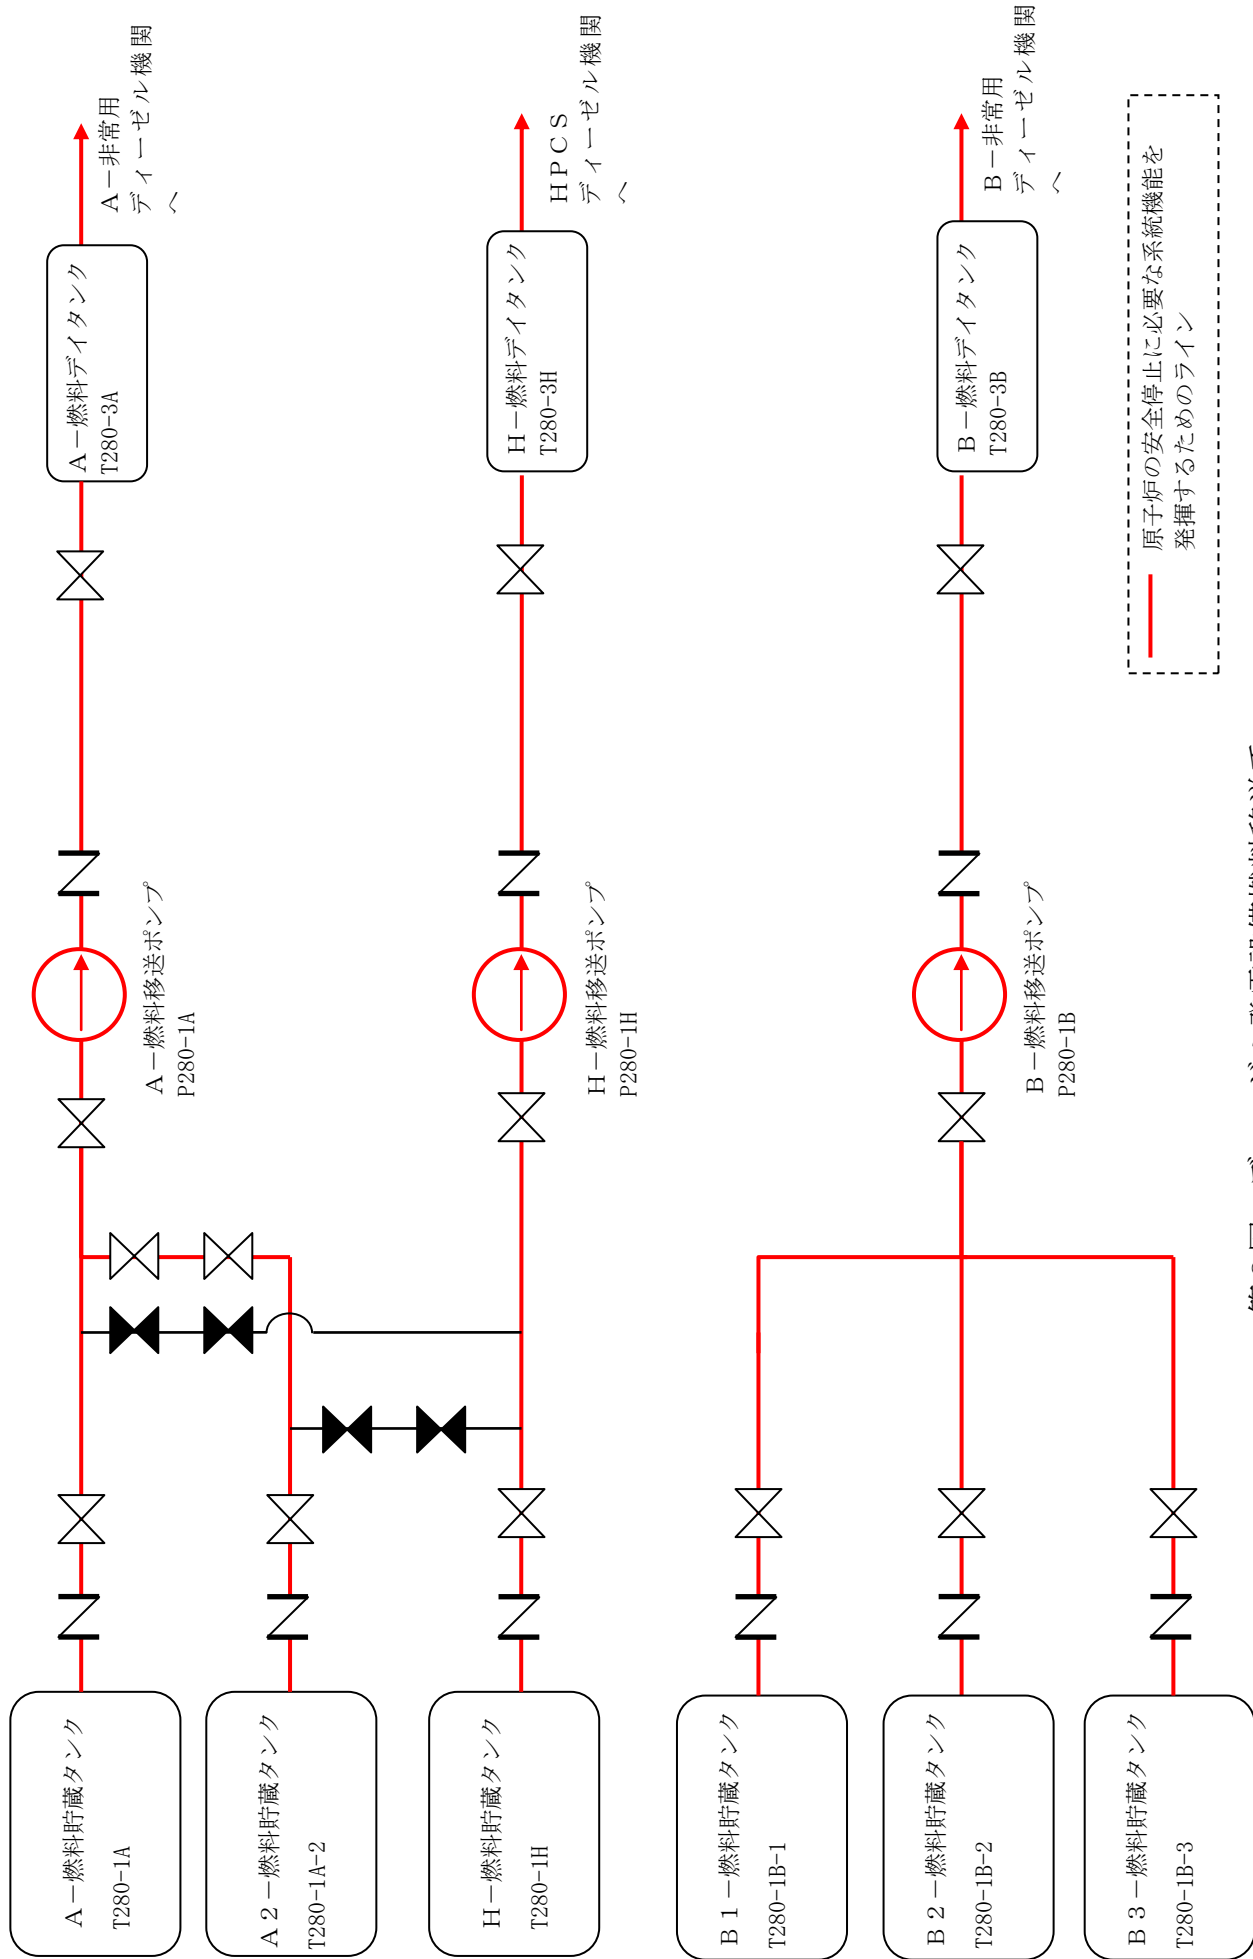 A-燃料貯蔵タンク
T280-1A
A2-燃料貯蔵タンク
T280-1A-2
H-燃料貯蔵タンク
T280-1H
B1-燃料貯蔵タンク
T280-1B-1
B2-燃料貯蔵タンク
T280-1B-2
B3-燃料貯蔵タンク
T280-1B-3
A-燃料移送ポンプ
P280-1A
H-燃料移送ポンプ
P280-1H
B-燃料移送ポンプ
P280-1B
A-燃料デイタンク
T280-3A
H-燃料デイタンク
T280-3H
B-燃料デイタンク
T280-3B
A-非常用
ディーゼル機関
へ
HPCS
ディーゼル機関
へ
B-非常用
ディーゼル機関
へ
原子炉の安全停止に必要な系統機能を
発揮するためのライン